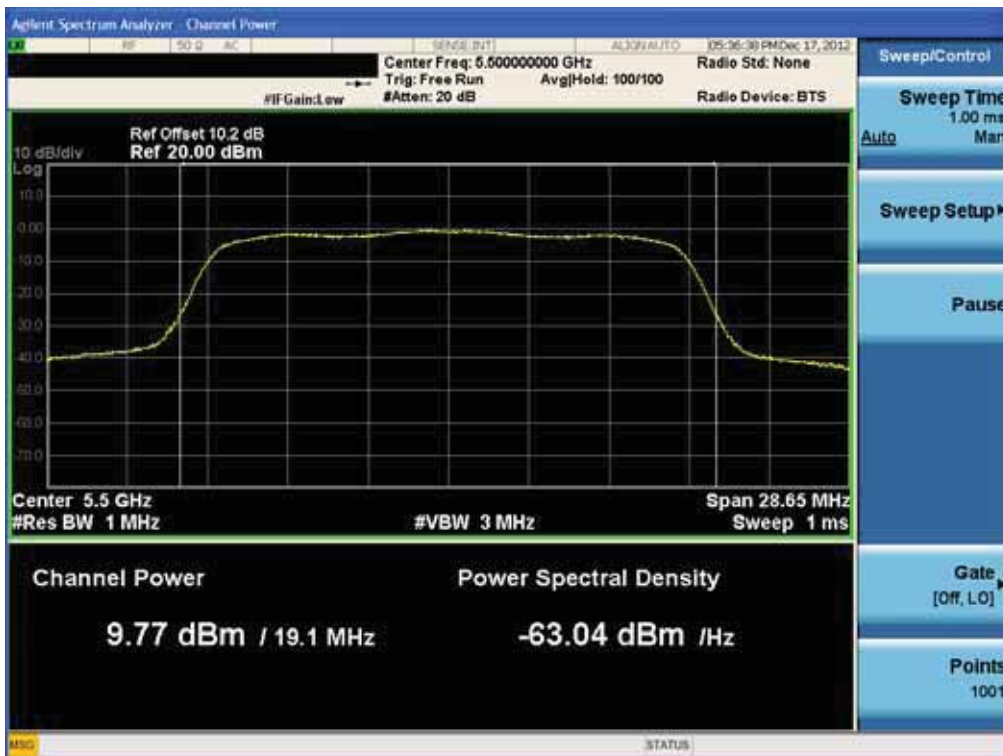 Agilent Spectrum Analyzer - Channel Power
RF 50 Ω AC SENSE:INT ALIGN AUTO 05:36:38 PM Dec 17, 2012
Center Freq: 5.500000000 GHz Radio Std: None
Trig: Free Run Avg|Hold: 100/100
#IFGain:Low #Atten: 20 dB Radio Device: BTS
Ref Offset 10.2 dB
10 dB/div Ref 20.00 dBm
Log
10.0
0.00
-10.0
-20.0
-30.0
-40.0
-50.0
-60.0
-70.0
Center 5.5 GHz Span 28.65 MHz
#Res BW 1 MHz #VBW 3 MHz Sweep 1 ms
Channel Power Power Spectral Density
9.77 dBm / 19.1 MHz -63.04 dBm /Hz
MSG STATUS
Sweep/Control
Sweep Time
1.00 ms
Auto Man
Sweep Setup
Pause
Gate
[Off, LO]
Points
1001